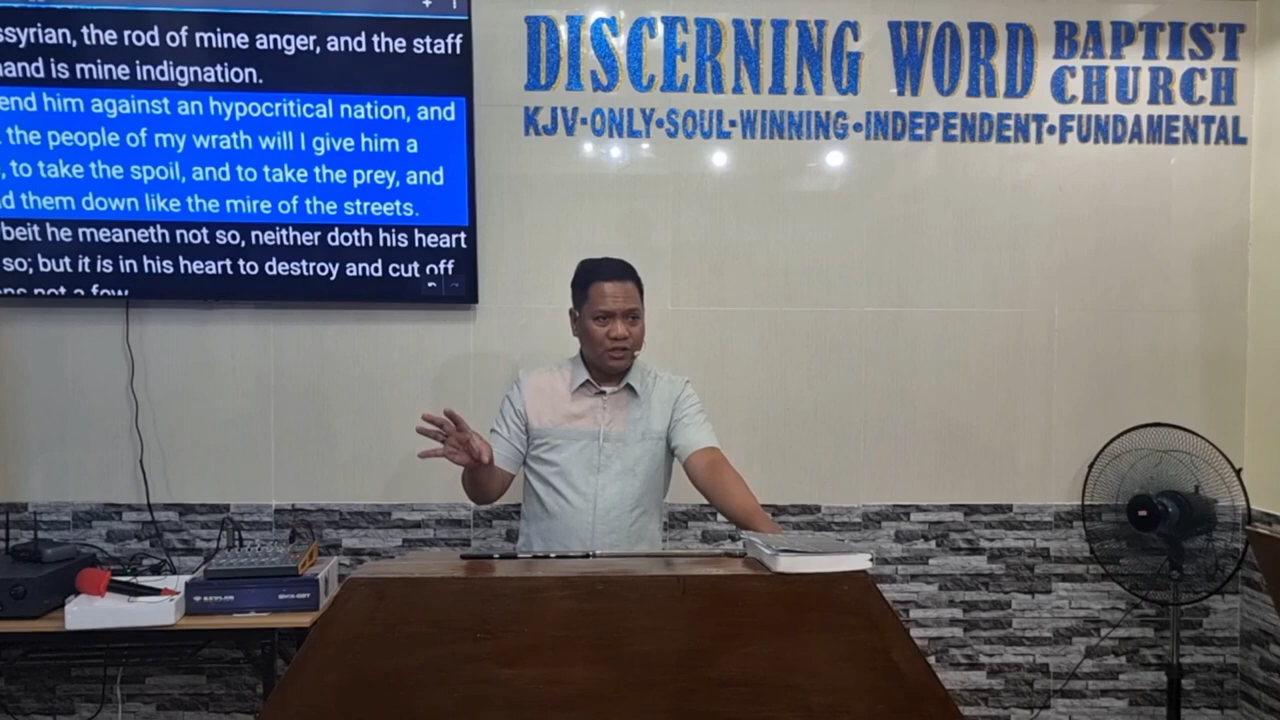 ssyrian, the rod of mine anger, and the staff
hand is mine indignation.
end him against an hypocritical nation, and
the people of my wrath will I give him a
, to take the spoil, and to take the prey, and
d them down like the mire of the streets.
beit he meaneth not so, neither doth his heart
so; but it is in his heart to destroy and cut off
not a few
DISCERNING WORD BAPTIST CHURCH
KJV-ONLY•SOUL-WINNING•INDEPENDENT•FUNDAMENTAL